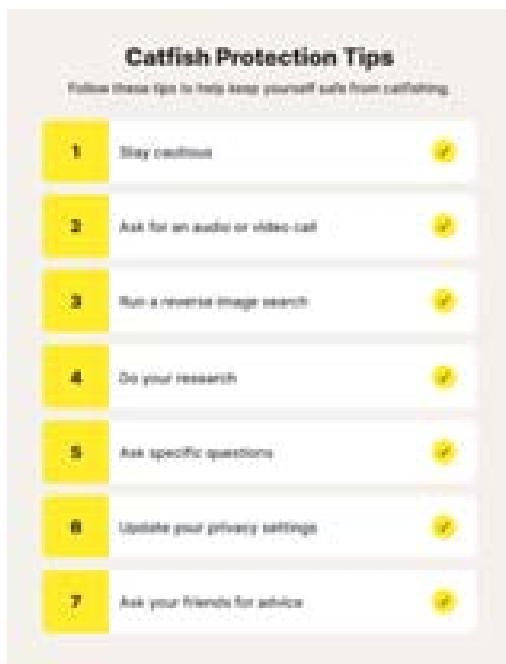 Catfish Protection Tips
Follow these tips to help keep yourself safe from catfishing.
1
Stay cautious
2
Ask for an audio or video call
3
Run a reverse image search
4
Do your research
5
Ask specific questions
6
Update your privacy settings
7
Ask your friends for advice